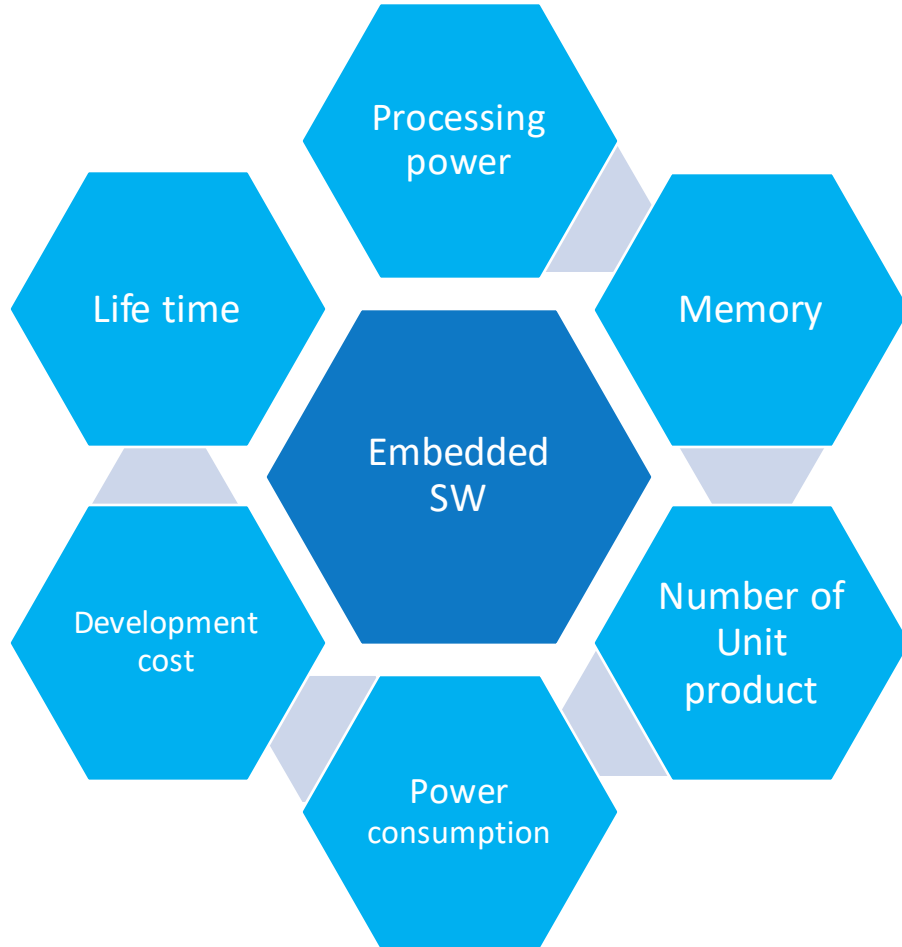 Processing
power
Life time
Memory
Embedded
SW
Development
cost
Number of
Unit
product
Power
consumption